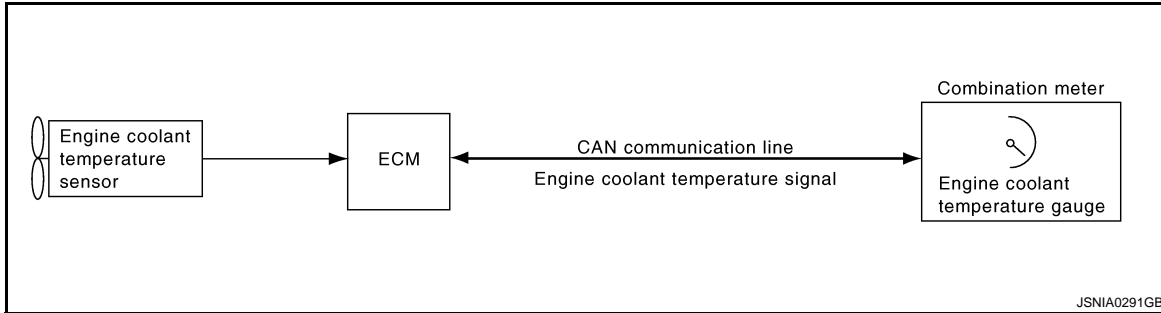 Engine coolant
temperature
sensor
ECM
CAN communication line
Engine coolant temperature signal
Combination meter
Engine coolant
temperature gauge
JSNIA0291GB